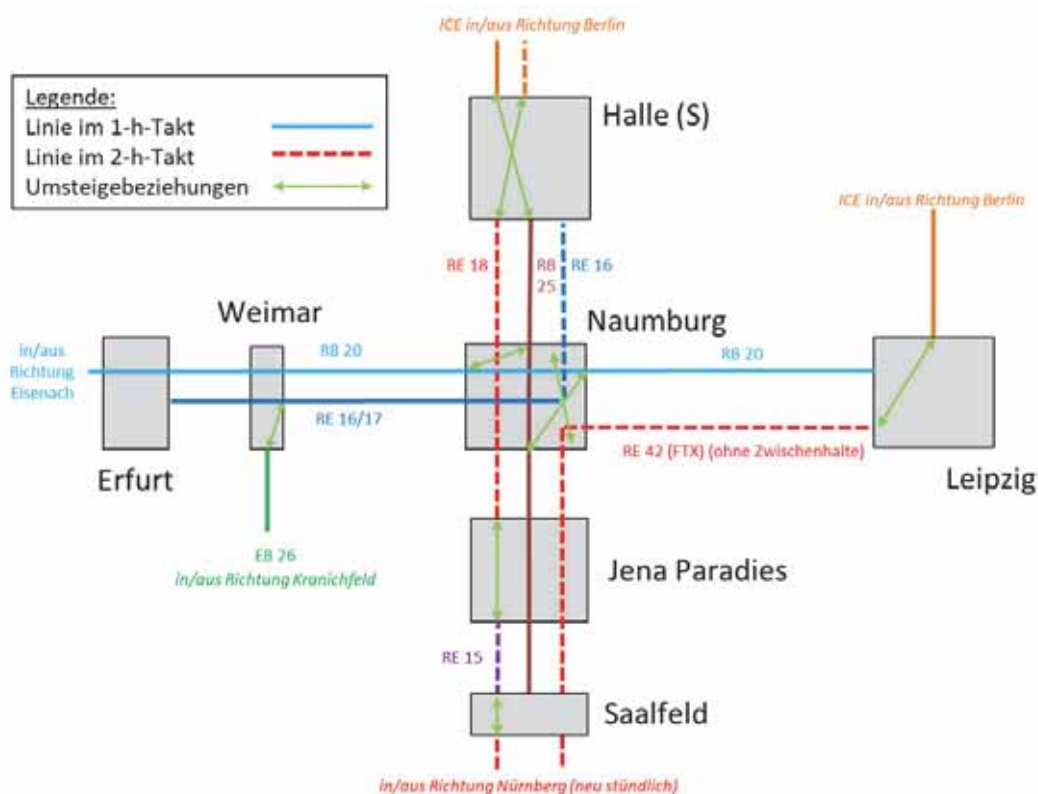 ICE in/aus Richtung Berlin
Legende:
Linie im 1-h-Takt
Linie im 2-h-Takt
Umsteigebeziehungen
Halle (S)
ICE in/aus Richtung Berlin
RE 18
RB
25
RE 16
Weimar
Naumburg
in/aus
Richtung
Eisenach
RB 20
RB 20
RE 16/17
RE 42 (FTX) (ohne Zwischenhalte)
Erfurt
Leipzig
EB 26
in/aus Richtung Kranichfeld
Jena Paradies
RE 15
Saalfeld
in/aus Richtung Nürnberg (neu stündlich)